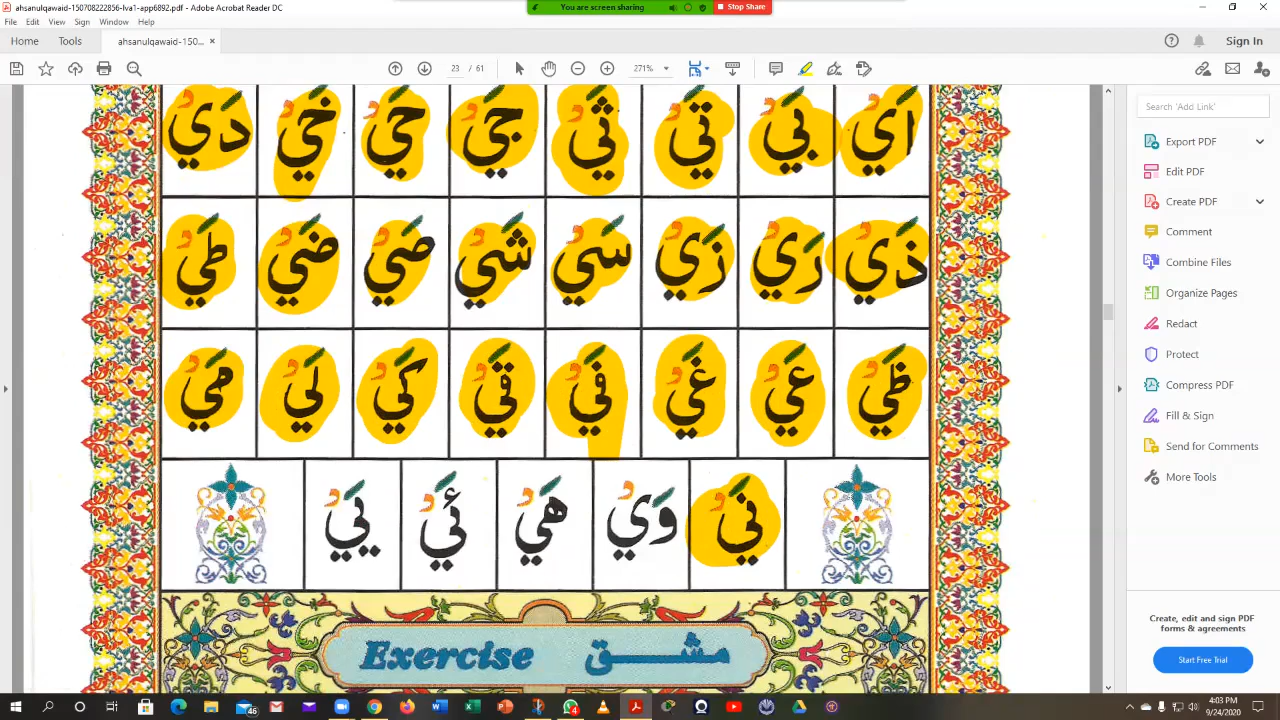 ahsanulqawaid-150708222856-lva1-app6892.pdf - Adobe Acrobat Reader DC
You are screen sharing
Stop Share
File Edit View Sign Window Help
Home Tools ahsanulqawaid-150... × Sign In
23 / 61 271%
اَيْ بَيْ تَيْ ثَيْ جَيْ حَيْ خَيْ دَيْ
ذَيْ رَيْ زَيْ سَيْ شَيْ صَيْ ضَيْ طَيْ
ظَيْ عَيْ غَيْ فَيْ قَيْ كَيْ لَيْ مَيْ
نَيْ وَيْ هَيْ ئَيْ يَيْ
Exercise مشق
Search 'Add Link'
Export PDF
Edit PDF
Create PDF
Comment
Combine Files
Organize Pages
Redact
Protect
Compress PDF
Fill & Sign
Send for Comments
More Tools
Create, edit and sign PDF
forms & agreements
Start Free Trial
46
4
4:03 PM
9/24/2020